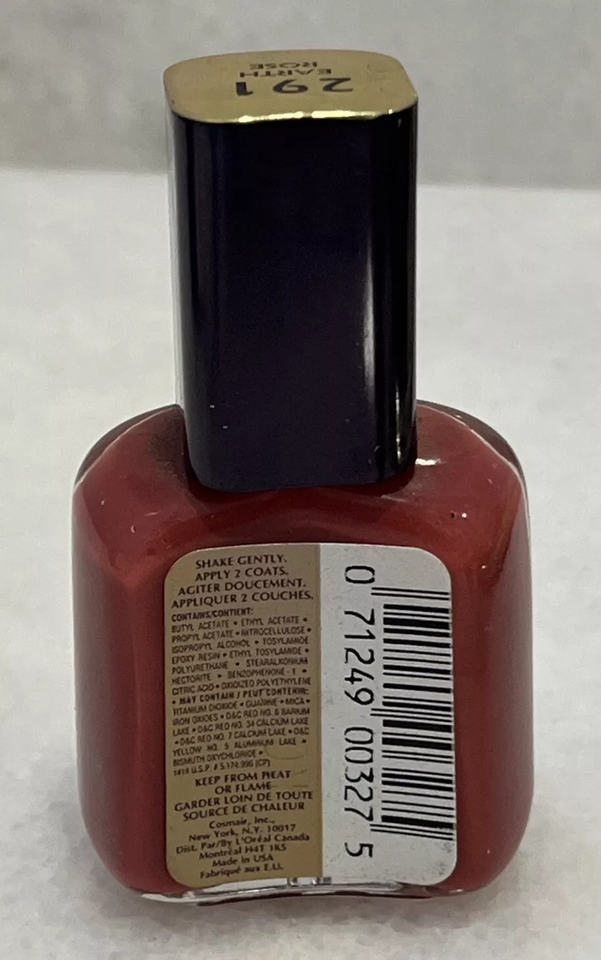 291
EARTH
ROSE
SHAKE GENTLY.
APPLY 2 COATS.
AGITER DOUCEMENT.
APPLIQUER 2 COUCHES.
CONTAINS/CONTIENT:
BUTYL ACETATE • ETHYL ACETATE •
PROPYL ACETATE • NITROCELLULOSE •
ISOPROPYL ALCOHOL • TOSYLAMIDE
EPOXY RESIN • ETHYL TOSYLAMIDE •
POLYURETHANE • STEARALKONIUM
HECTORITE • BENZOPHENONE-1 •
CITRIC ACID • OXIDIZED POLYETHYLENE
• MAY CONTAIN / PEUT CONTENIR:
TITANIUM DIOXIDE • GUANINE • MICA •
IRON OXIDES • D&C RED NO. 6 BARIUM
LAKE • D&C RED NO. 34 CALCIUM LAKE
• D&C RED NO. 7 CALCIUM LAKE • D&C
YELLOW NO. 5 ALUMINUM LAKE •
BISMUTH OXYCHLORIDE •
1414 U.S.P. # 5,174,996 (CP)
KEEP FROM HEAT
OR FLAME
GARDER LOIN DE TOUTE
SOURCE DE CHALEUR
Cosmair, Inc.,
New York, N.Y. 10017
Dist. Par/By L'Oréal Canada
Montréal H4T 1K5
Made in USA
Fabriqué aux E.U.
0 71249 00327 5